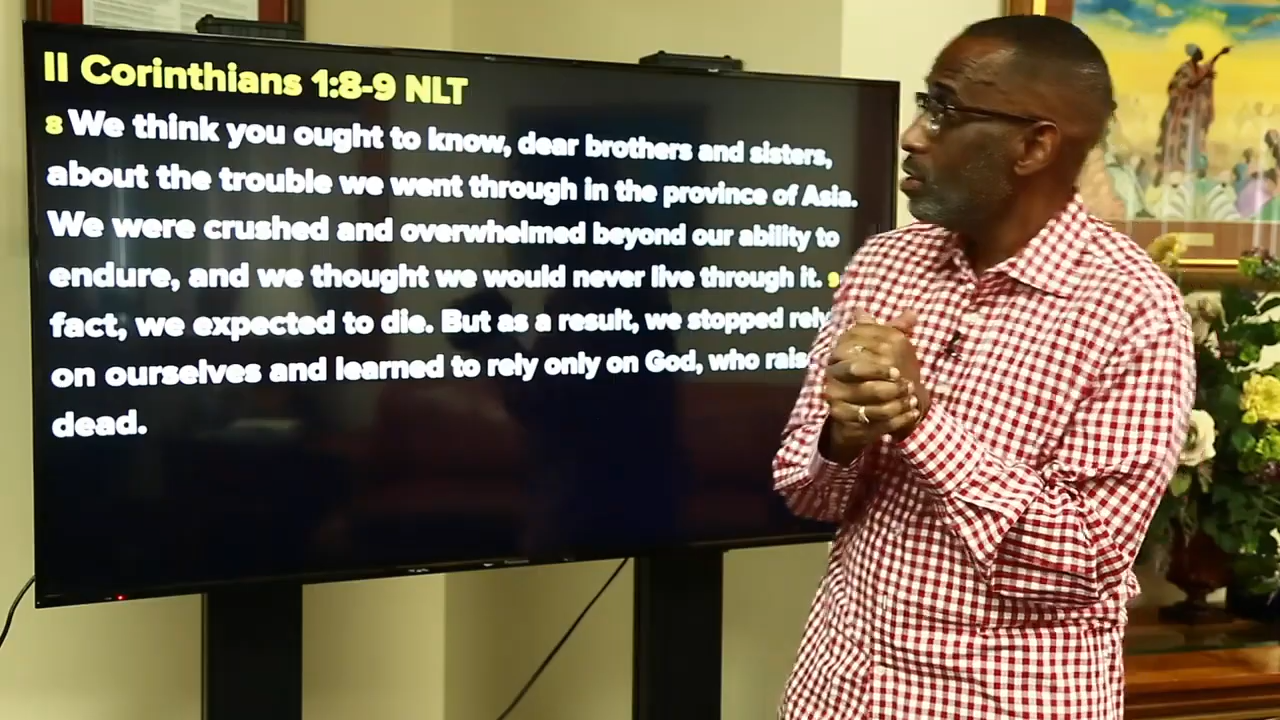 II Corinthians 1:8-9 NLT
8 We think you ought to know, dear brothers and sisters,
about the trouble we went through in the province of Asia.
We were crushed and overwhelmed beyond our ability to
endure, and we thought we would never live through it. 9
fact, we expected to die. But as a result, we stopped
on ourselves and learned to rely only on God, who
dead.